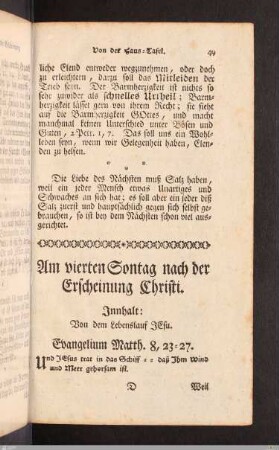 Von der Haus-Tafel. 49
liche Elend entweder wegzunehmen, oder doch
zu erleichtern, darzu soll das Mitleiden der
Trieb seyn. Der Barmherzigkeit ist nichts so
sehr zuwider als schnelles Urtheil; Barm-
herzigkeit lässet gern von ihrem Recht; sie siehet
auf die Barmherzigkeit GOttes, und macht
manchmal keinen Unterschied unter Bösen und
Guten, 2 Petr. 1, 7. Das soll uns ein Wohl-
leben seyn, wenn wir Gelegenheit haben, Elen-
den zu helfen.
* * *
Die Liebe des Nächsten muß Salz haben,
weil ein jeder Mensch etwas Unartiges und
Schwaches an sich hat; es soll aber ein jeder diß
Salz zuerst und hauptsächlich gegen sich selbst ge-
brauchen, so ist bey dem Nächsten schon viel aus-
gerichtet.
Am vierten Sontag nach der
Erscheinung Christi.
Innhalt:
Von dem Lebenslauf JEsu.
Evangelium Matth. 8, 23-27.
Und JEsus trat in das Schiff = = daß Ihm Wind
und Meer gehorsam ist.
D Weil